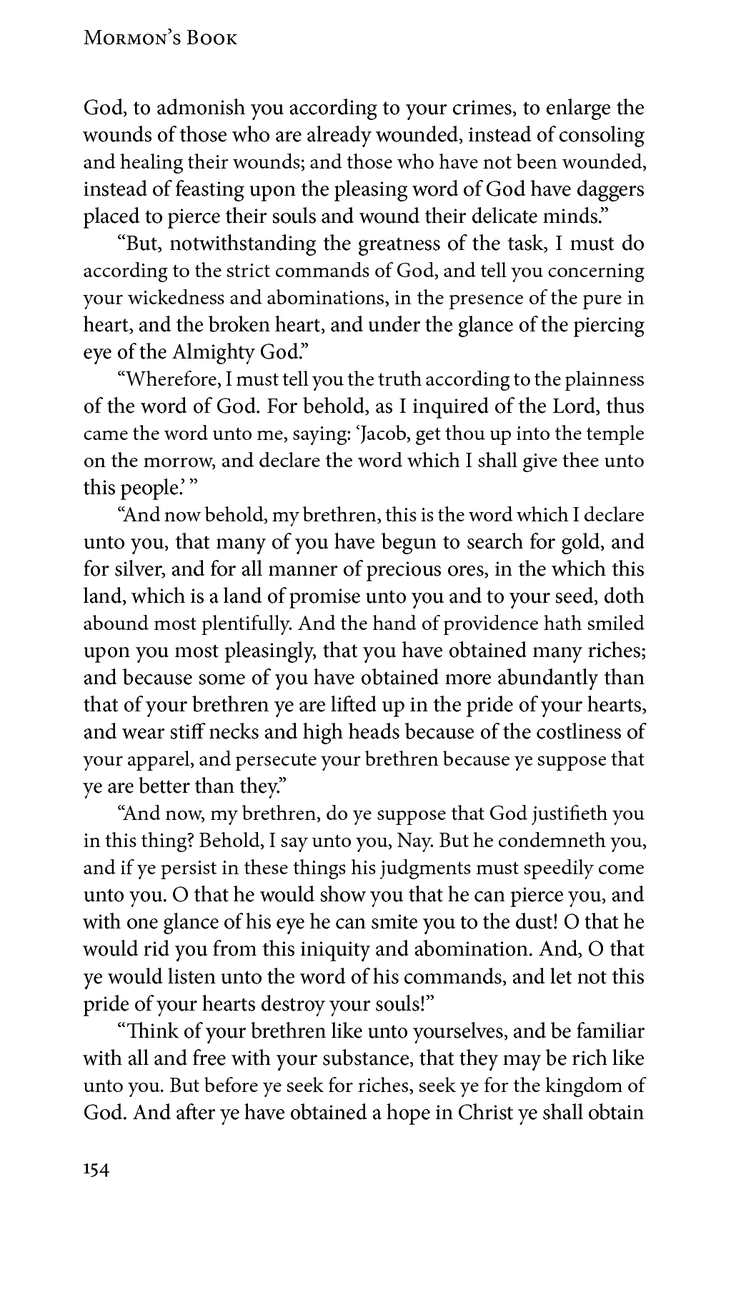 Mormon’s Book
God, to admonish you according to your crimes, to enlarge the
wounds of those who are already wounded, instead of consoling
and healing their wounds; and those who have not been wounded,
instead of feasting upon the pleasing word of God have daggers
placed to pierce their souls and wound their delicate minds.”
“But, notwithstanding the greatness of the task, I must do
according to the strict commands of God, and tell you concerning
your wickedness and abominations, in the presence of the pure in
heart, and the broken heart, and under the glance of the piercing
eye of the Almighty God.”
“Wherefore, I must tell you the truth according to the plainness
of the word of God. For behold, as I inquired of the Lord, thus
came the word unto me, saying: ‘Jacob, get thou up into the temple
on the morrow, and declare the word which I shall give thee unto
this people.’ ”
“And now behold, my brethren, this is the word which I declare
unto you, that many of you have begun to search for gold, and
for silver, and for all manner of precious ores, in the which this
land, which is a land of promise unto you and to your seed, doth
abound most plentifully. And the hand of providence hath smiled
upon you most pleasingly, that you have obtained many riches;
and because some of you have obtained more abundantly than
that of your brethren ye are lifted up in the pride of your hearts,
and wear stiff necks and high heads because of the costliness of
your apparel, and persecute your brethren because ye suppose that
ye are better than they.”
“And now, my brethren, do ye suppose that God justifieth you
in this thing? Behold, I say unto you, Nay. But he condemneth you,
and if ye persist in these things his judgments must speedily come
unto you. O that he would show you that he can pierce you, and
with one glance of his eye he can smite you to the dust! O that he
would rid you from this iniquity and abomination. And, O that
ye would listen unto the word of his commands, and let not this
pride of your hearts destroy your souls!”
“Think of your brethren like unto yourselves, and be familiar
with all and free with your substance, that they may be rich like
unto you. But before ye seek for riches, seek ye for the kingdom of
God. And after ye have obtained a hope in Christ ye shall obtain
154